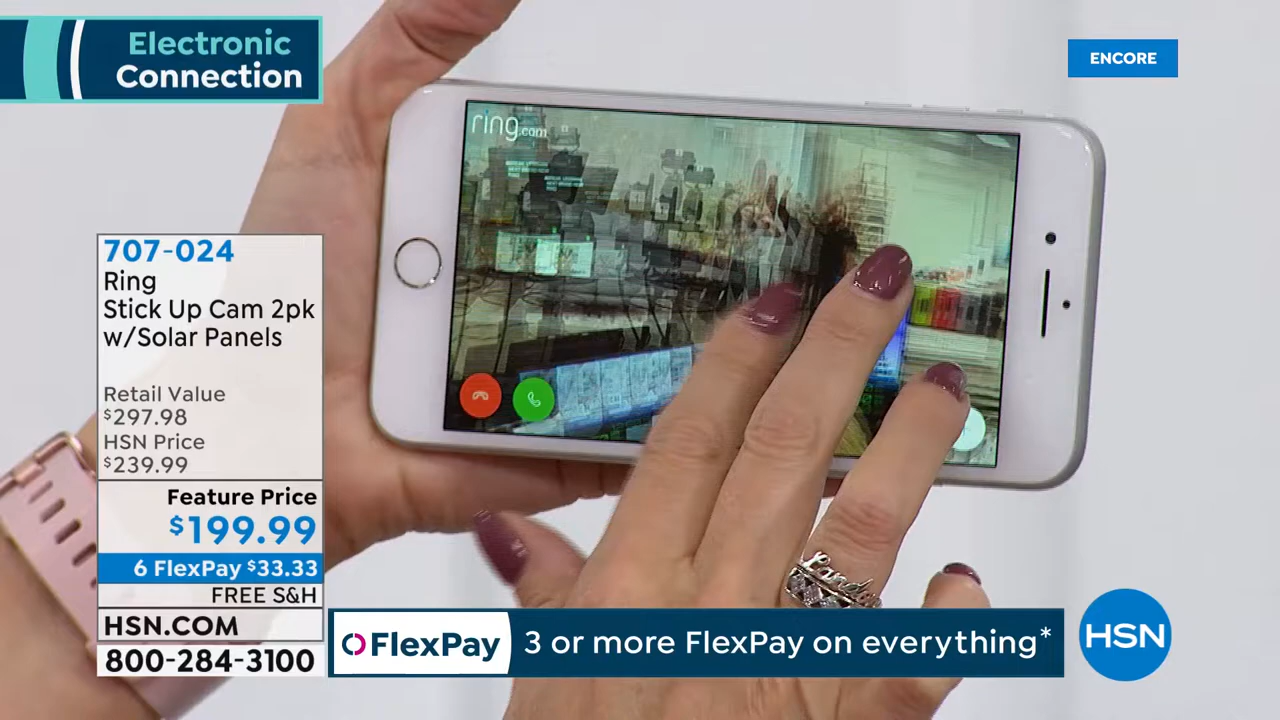 Electronic
Connection
ENCORE
ring.com
707-024
Ring
Stick Up Cam 2pk
w/Solar Panels
Retail Value
$297.98
HSN Price
$239.99
Feature Price
$199.99
6 FlexPay $33.33
FREE S&H
HSN.COM
800-284-3100
FlexPay
3 or more FlexPay on everything*
HSN